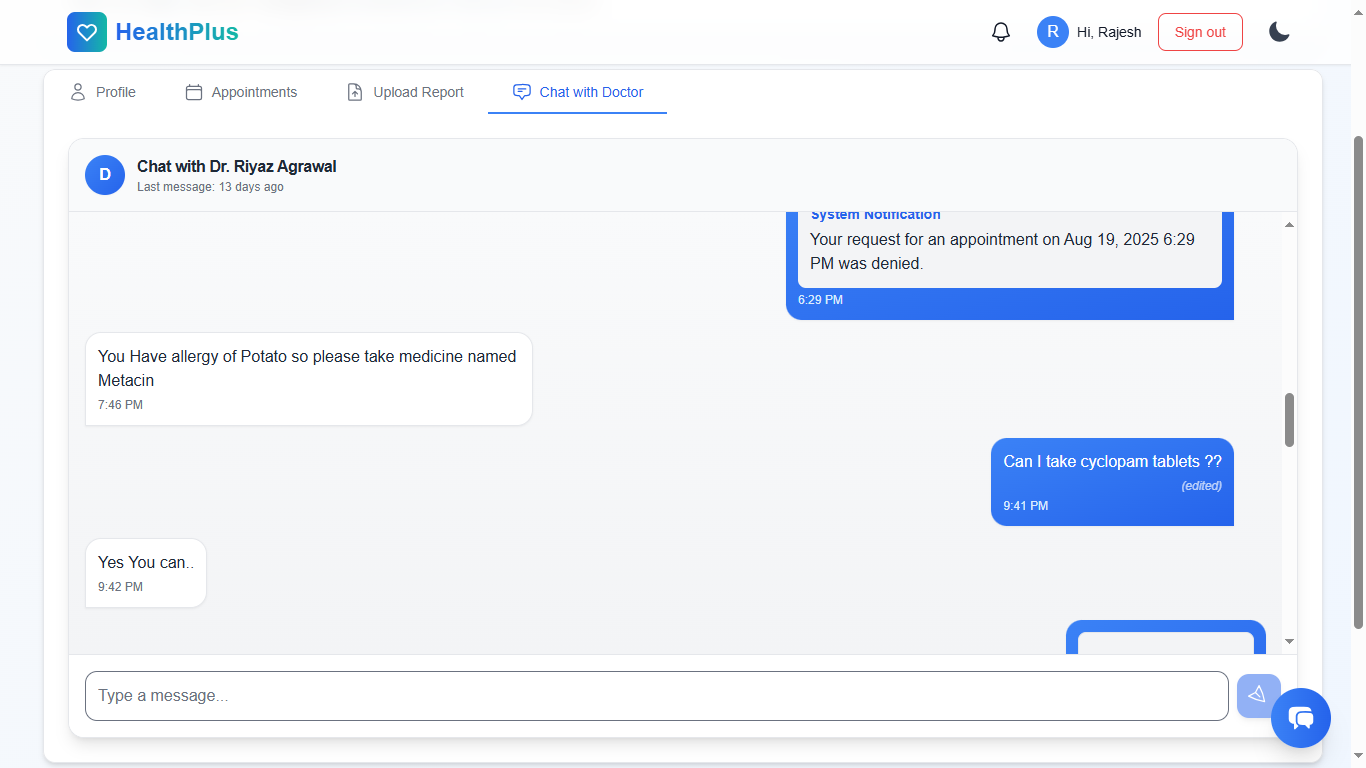 HealthPlus
R
Hi, Rajesh
Sign out
Profile
Appointments
Upload Report
Chat with Doctor
D
Chat with Dr. Riyaz Agrawal
Last message: 13 days ago
System Notification
Your request for an appointment on Aug 19, 2025 6:29
PM was denied.
6:29 PM
You Have allergy of Potato so please take medicine named
Metacin
7:46 PM
Can I take cyclopam tablets ??
(edited)
9:41 PM
Yes You can..
9:42 PM
Type a message...